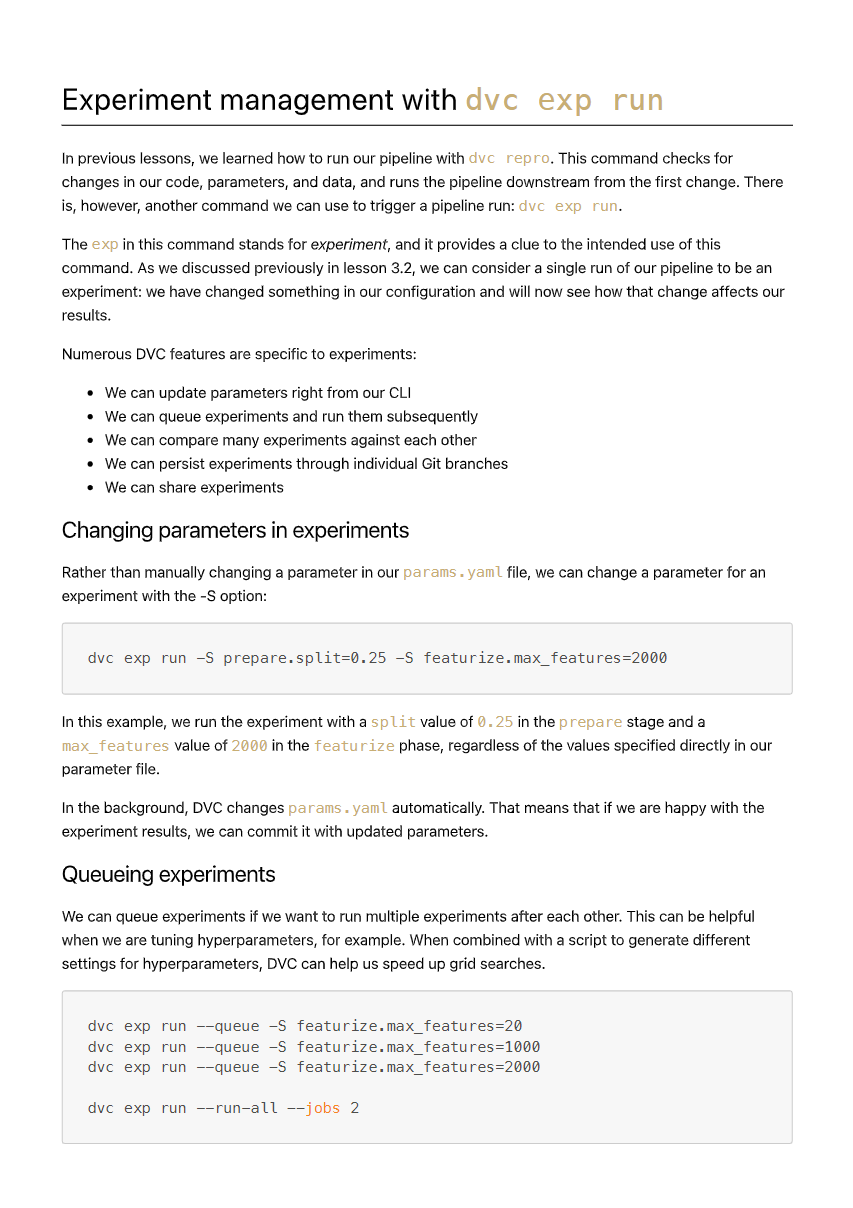 Experiment management with dvc exp run
In previous lessons, we learned how to run our pipeline with dvc repro. This command checks for
changes in our code, parameters, and data, and runs the pipeline downstream from the first change. There
is, however, another command we can use to trigger a pipeline run: dvc exp run.
The exp in this command stands for experiment, and it provides a clue to the intended use of this
command. As we discussed previously in lesson 3.2, we can consider a single run of our pipeline to be an
experiment: we have changed something in our configuration and will now see how that change affects our
results.
Numerous DVC features are specific to experiments:
• We can update parameters right from our CLI
• We can queue experiments and run them subsequently
• We can compare many experiments against each other
• We can persist experiments through individual Git branches
• We can share experiments
Changing parameters in experiments
Rather than manually changing a parameter in our params.yaml file, we can change a parameter for an
experiment with the -S option:
dvc exp run -S prepare.split=0.25 -S featurize.max_features=2000
In this example, we run the experiment with a split value of 0.25 in the prepare stage and a
max_features value of 2000 in the featurize phase, regardless of the values specified directly in our
parameter file.
In the background, DVC changes params.yaml automatically. That means that if we are happy with the
experiment results, we can commit it with updated parameters.
Queueing experiments
We can queue experiments if we want to run multiple experiments after each other. This can be helpful
when we are tuning hyperparameters, for example. When combined with a script to generate different
settings for hyperparameters, DVC can help us speed up grid searches.
dvc exp run --queue -S featurize.max_features=20
dvc exp run --queue -S featurize.max_features=1000
dvc exp run --queue -S featurize.max_features=2000
dvc exp run --run-all --jobs 2